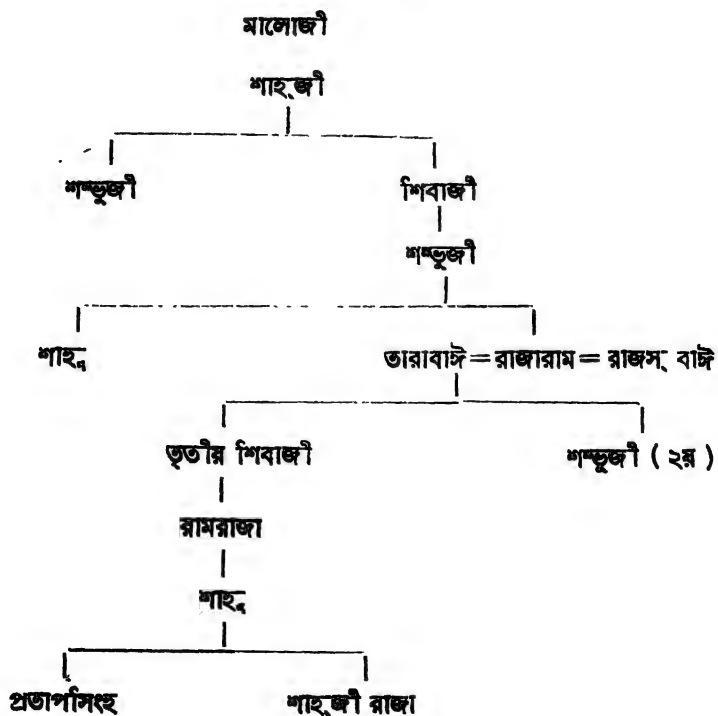 মালোজী
শাহ্‌জী
শম্ভুজী শিবাজী
শম্ভুজী
শাহু তারাবাঈ = রাজারাম = রাজস্‌ বাঈ
তৃতীয় শিবাজী শম্ভুজী ( ২য় )
রামরাজা
শাহু
প্রতাপসিংহ শাহ্‌জী রাজা